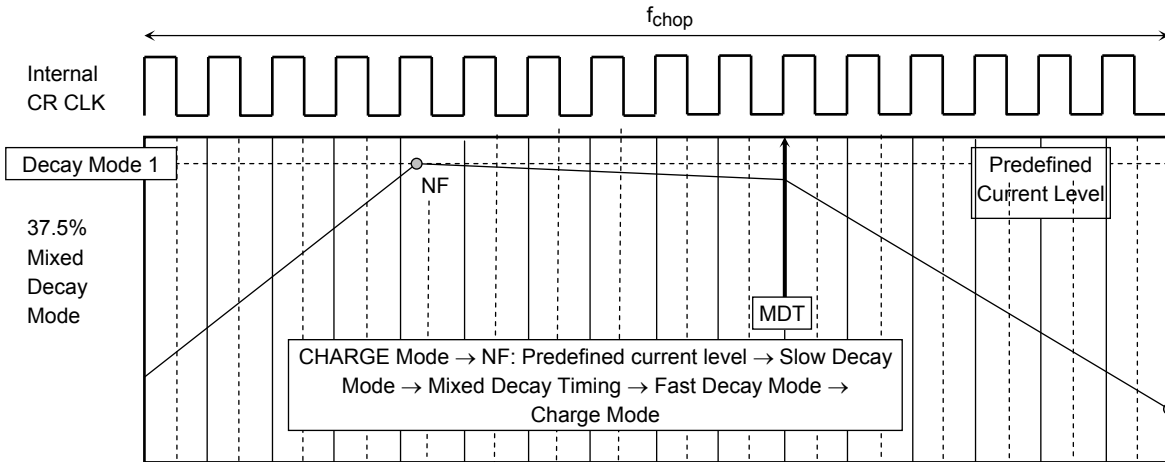 fchop
Internal
CR CLK
Decay Mode 1
Predefined
Current Level
NF
37.5%
Mixed
Decay
Mode
MDT
CHARGE Mode → NF: Predefined current level → Slow Decay
Mode → Mixed Decay Timing → Fast Decay Mode →
Charge Mode